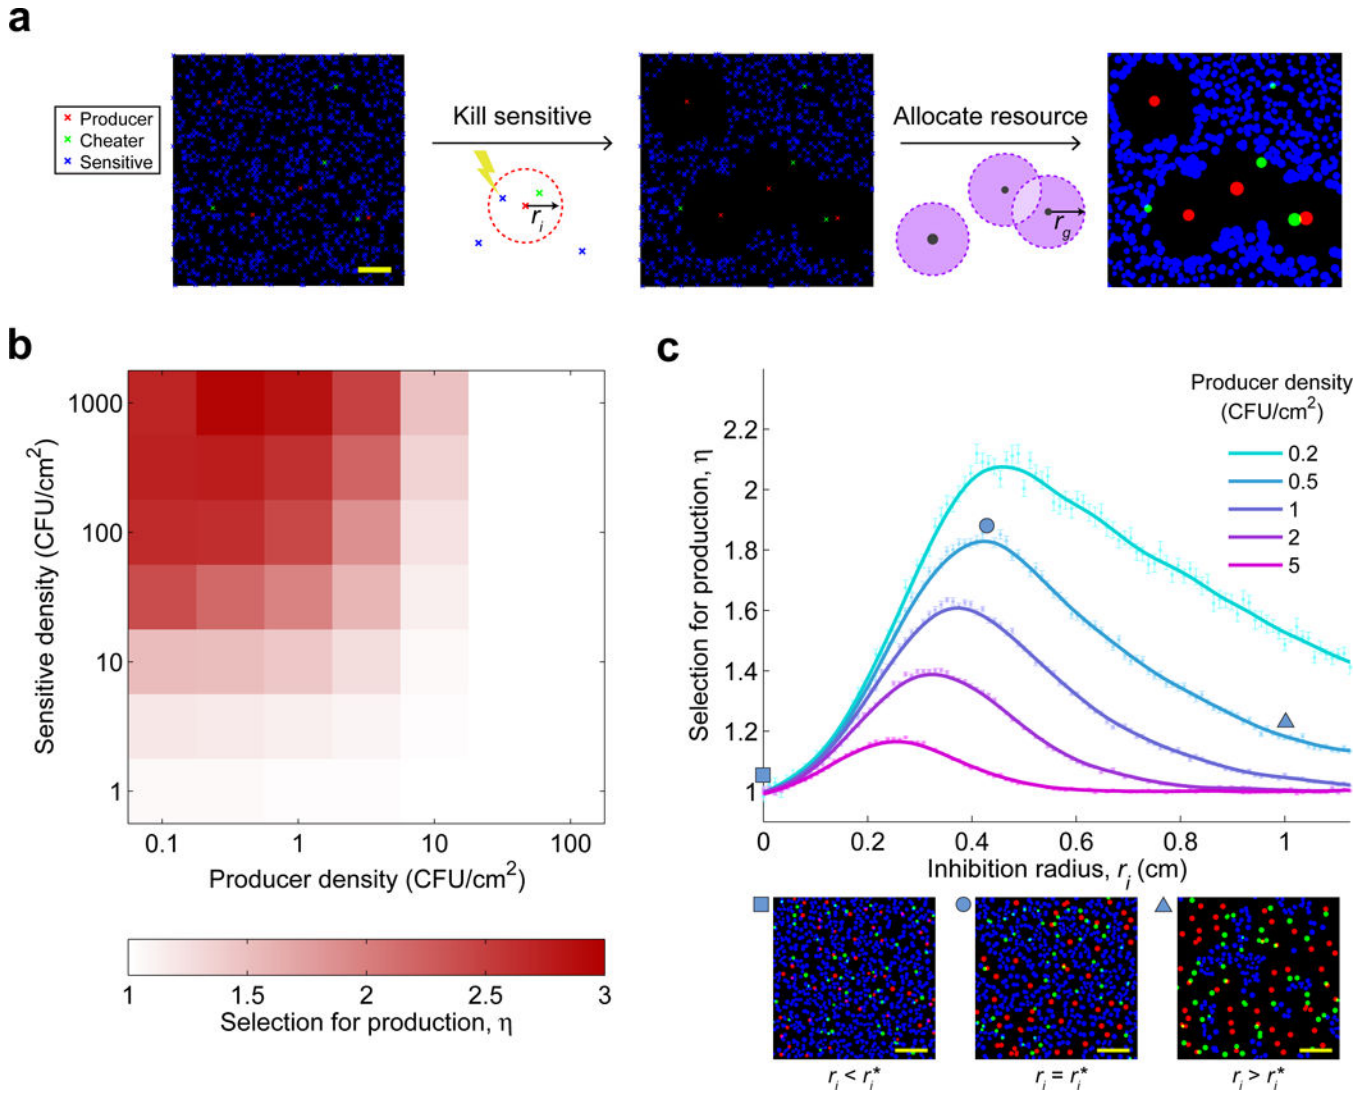 a
Producer
Cheater
Sensitive
Kill sensitive
r_i
Allocate resource
r_g
b
Sensitive density (CFU/cm²)
1000
100
10
1
0.1 1 10 100
Producer density (CFU/cm²)
1 1.5 2 2.5 3
Selection for production, η
c
Producer density
(CFU/cm²)
0.2
0.5
1
2
5
Selection for production, η
2.2
2
1.8
1.6
1.4
1.2
1
0 0.2 0.4 0.6 0.8 1
Inhibition radius, r_i (cm)
r_i < r_i*
r_i = r_i*
r_i > r_i*